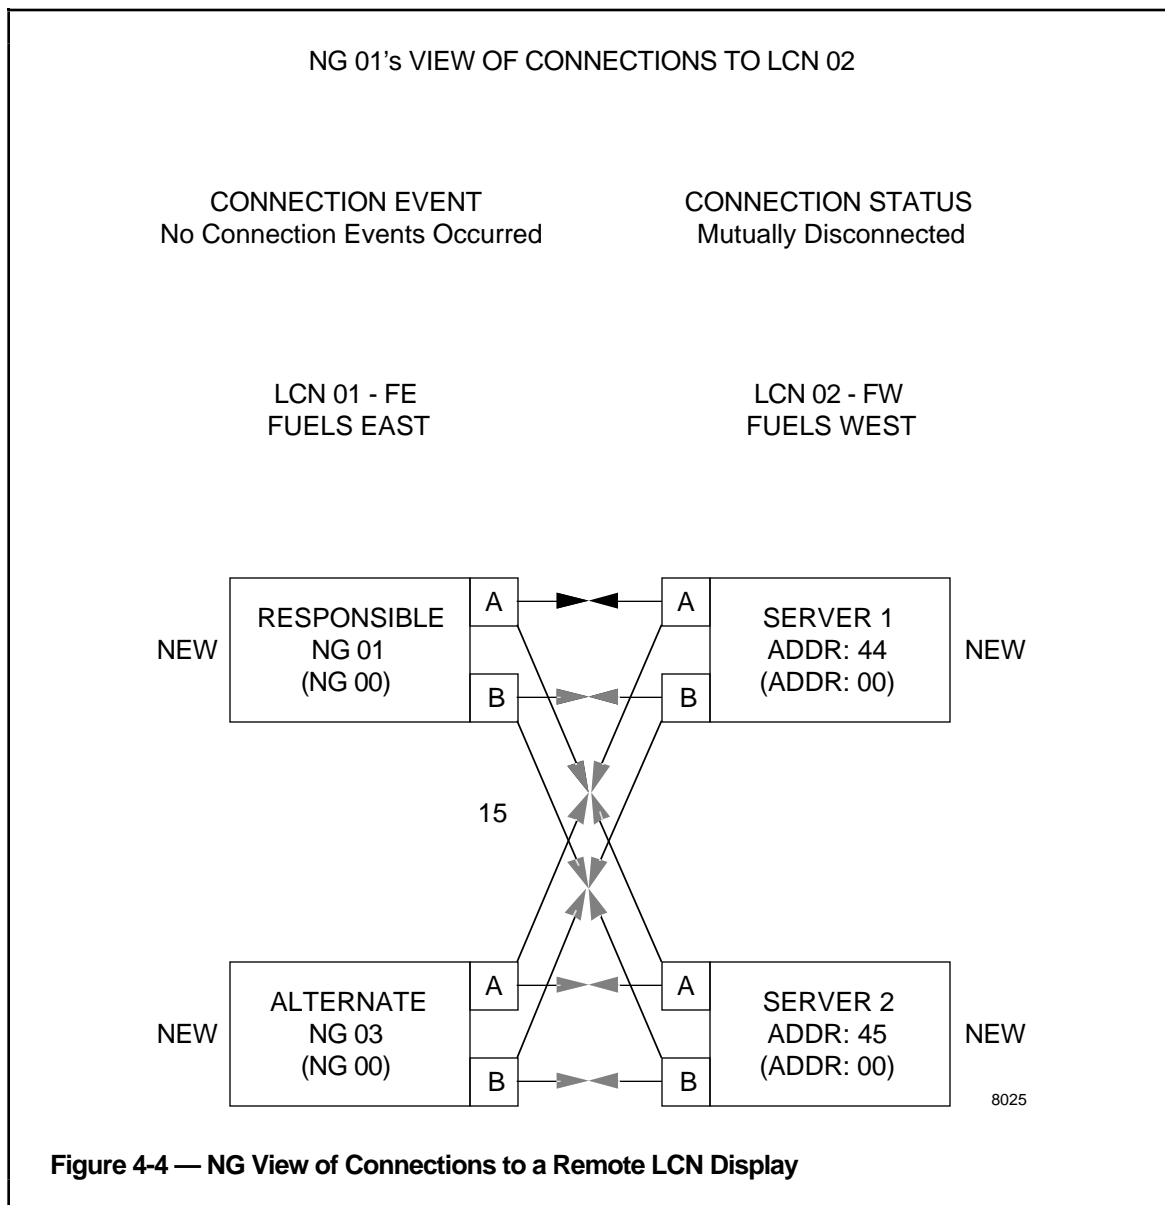 NG 01's VIEW OF CONNECTIONS TO LCN 02
CONNECTION EVENT
No Connection Events Occurred
CONNECTION STATUS
Mutually Disconnected
LCN 01 - FE
FUELS EAST
LCN 02 - FW
FUELS WEST
NEW
RESPONSIBLE
NG 01
(NG 00)
A
B
A
B
SERVER 1
ADDR: 44
(ADDR: 00)
NEW
15
NEW
ALTERNATE
NG 03
(NG 00)
A
B
A
B
SERVER 2
ADDR: 45
(ADDR: 00)
NEW
8025
Figure 4-4 — NG View of Connections to a Remote LCN Display